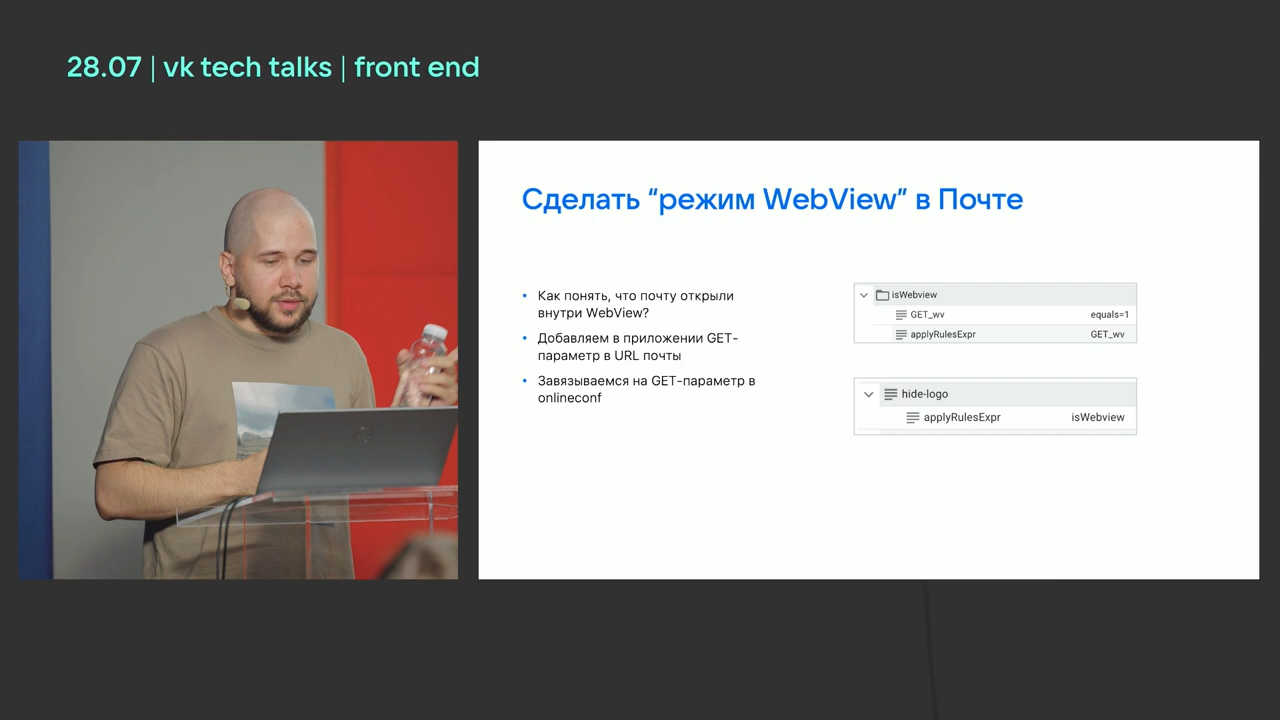 28.07 | vk tech talks | front end
Сделать “режим WebView” в Почте
• Как понять, что почту открыли
внутри WebView?
• Добавляем в приложении GET-
параметр в URL почты
• Завязываемся на GET-параметр в
onlineconf
isWebview
GET_wv equals=1
applyRulesExpr GET_wv
hide-logo
applyRulesExpr isWebview